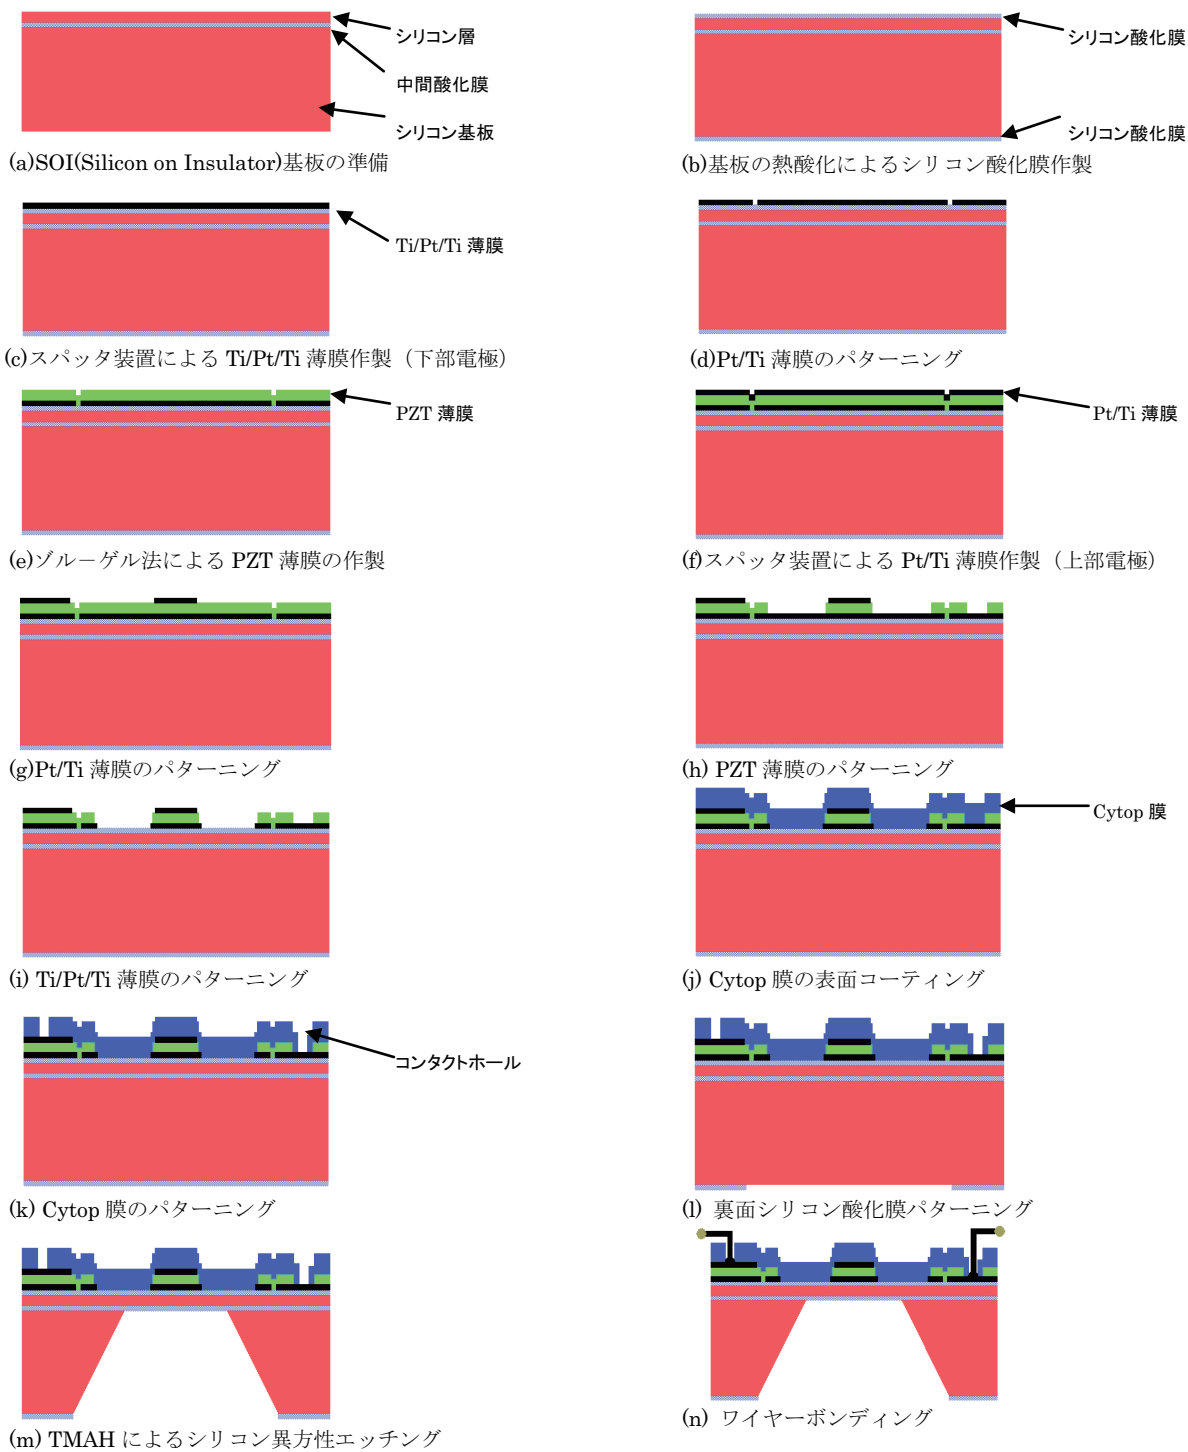 シリコン層
中間酸化膜
シリコン基板
(a)SOI(Silicon on Insulator)基板の準備
シリコン酸化膜
シリコン酸化膜
(b)基板の熱酸化によるシリコン酸化膜作製
Ti/Pt/Ti 薄膜
(c)スパッタ装置による Ti/Pt/Ti 薄膜作製（下部電極）
(d)Pt/Ti 薄膜のパターニング
PZT 薄膜
(e)ゾル－ゲル法による PZT 薄膜の作製
Pt/Ti 薄膜
(f)スパッタ装置による Pt/Ti 薄膜作製（上部電極）
(g)Pt/Ti 薄膜のパターニング
(h) PZT 薄膜のパターニング
(i) Ti/Pt/Ti 薄膜のパターニング
Cytop 膜
(j) Cytop 膜の表面コーティング
コンタクトホール
(k) Cytop 膜のパターニング
(l) 裏面シリコン酸化膜パターニング
(m) TMAH によるシリコン異方性エッチング
(n) ワイヤーボンディング